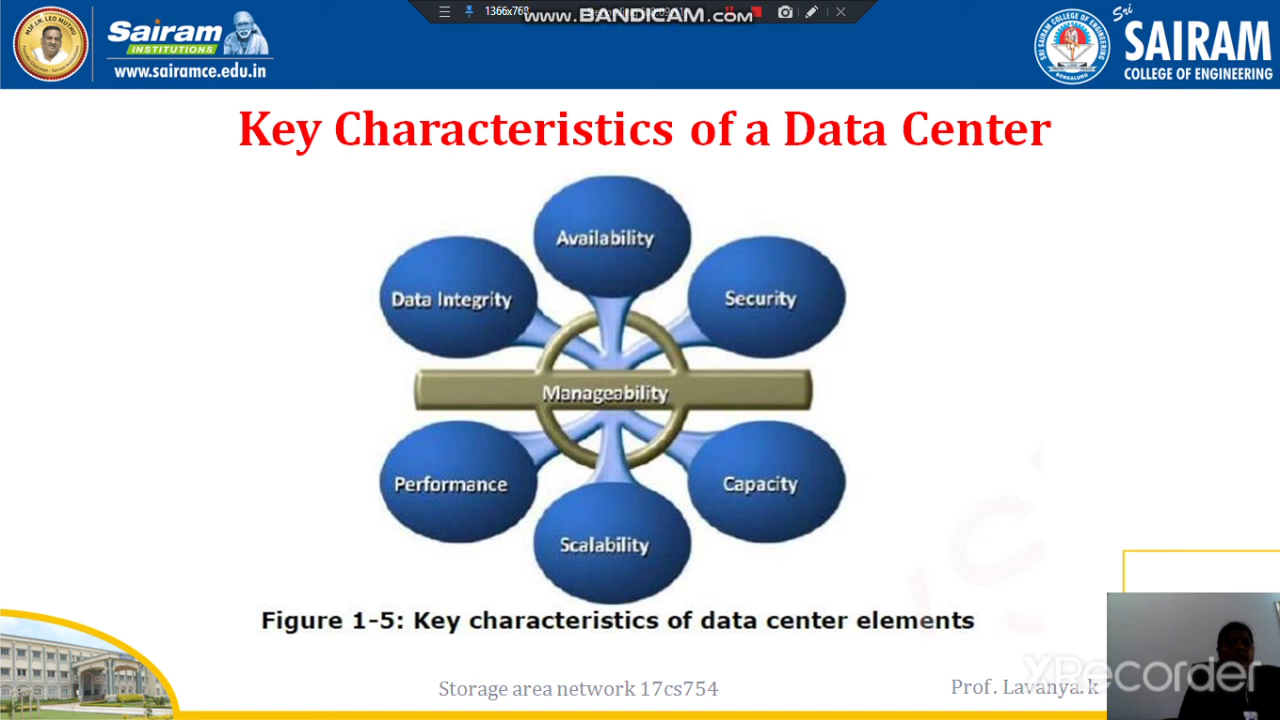 1366x768
www.BANDICAM.com
Sairam
INSTITUTIONS
www.sairamce.edu.in
Sri
SAIRAM
COLLEGE OF ENGINEERING
Key Characteristics of a Data Center
Availability
Data Integrity
Security
Manageability
Performance
Capacity
Scalability
Figure 1-5: Key characteristics of data center elements
Storage area network 17cs754
Prof. Lavanya.k
XRecorder